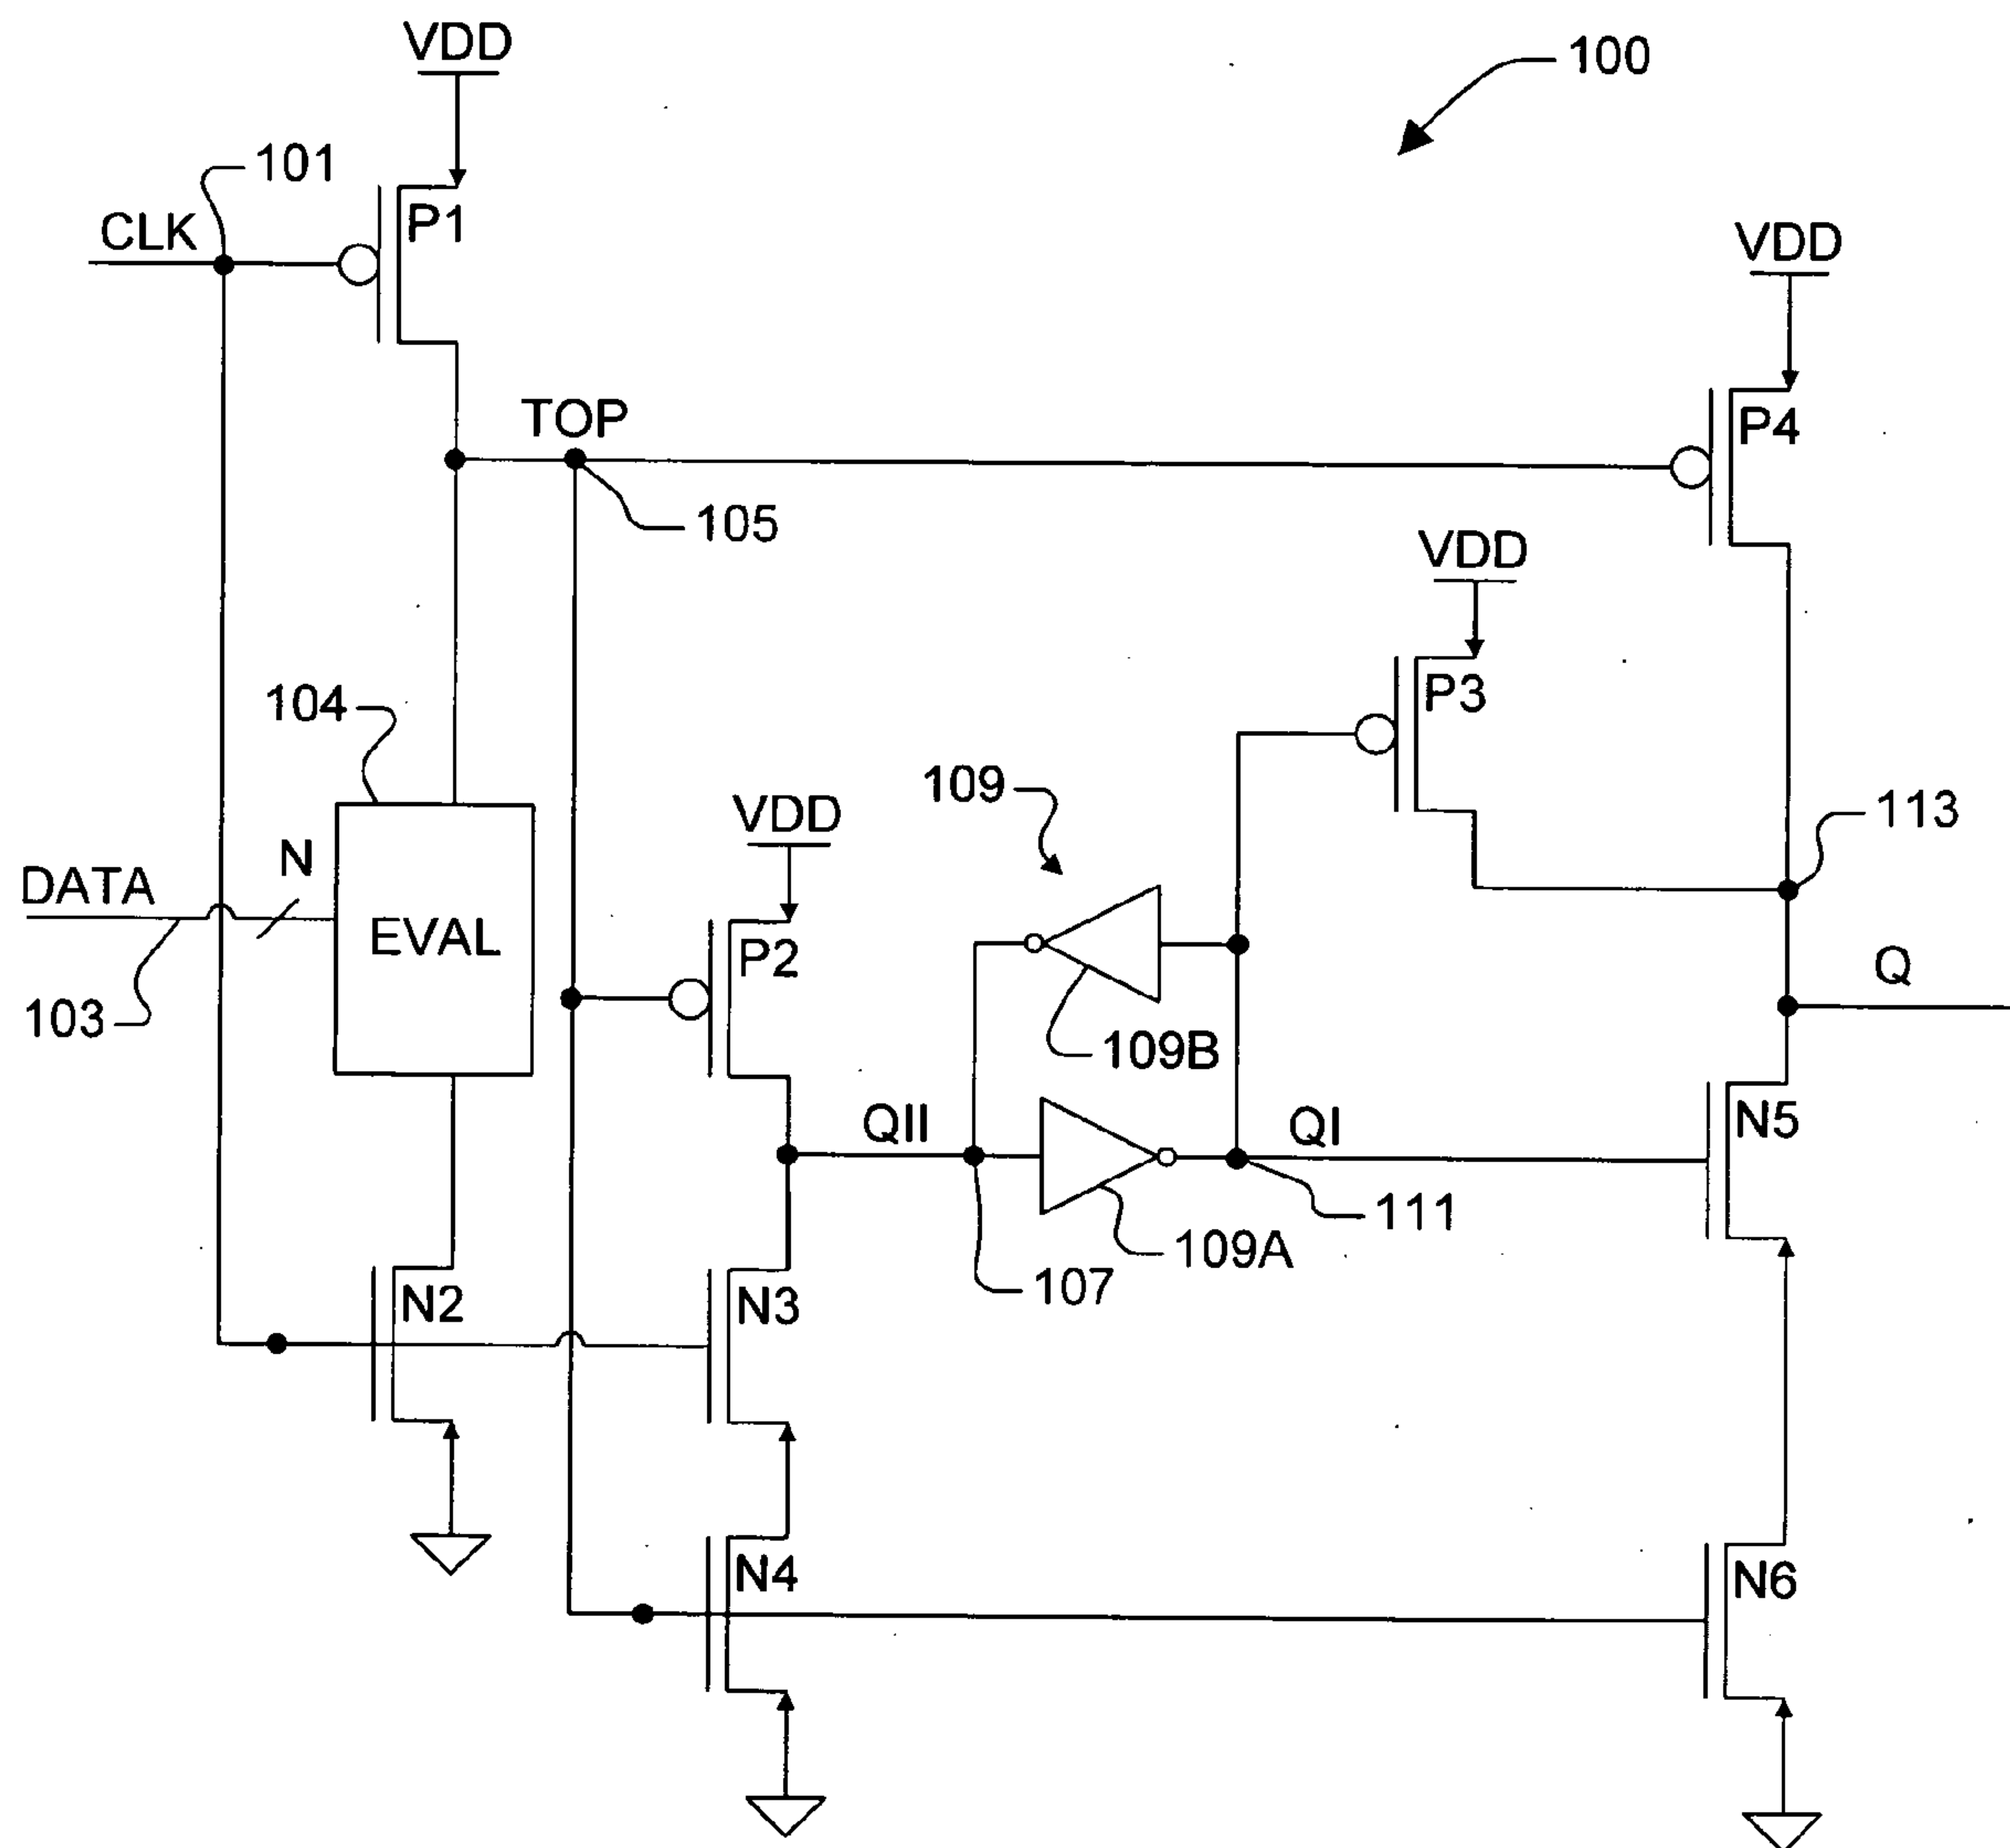 VDD
100
101
CLK
P1
VDD
TOP
P4
105
VDD
104
P3
109
VDD
113
N
DATA
EVAL
P2
Q
103
109B
QII
QI
N5
111
109A
107
N2
N3
N4
N6